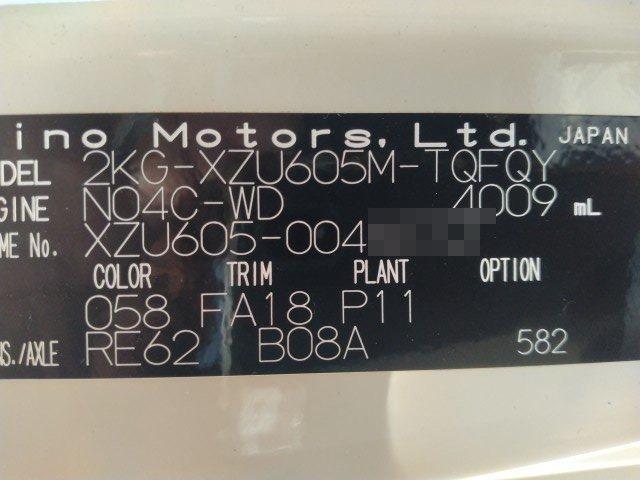 ino Motors, Ltd. JAPAN
DEL 2KG-XZU605M-TQFQY
GINE N04C-WD 4009 mL
ME No. XZU605-004
COLOR TRIM PLANT OPTION
058 FA18 P11
NS./AXLE RE62 B08A 582